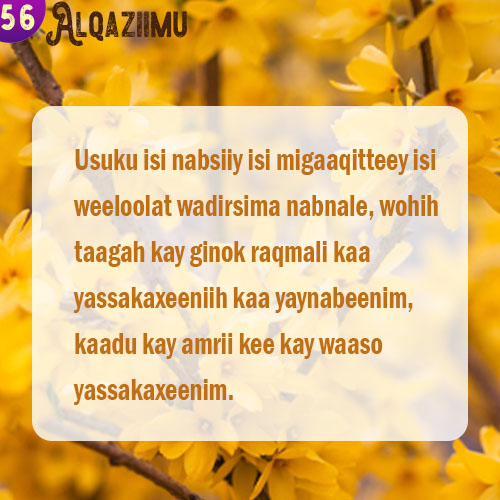 56 Alqaziimu
Usuku isi nabsiiy isi migaaqitteey isi
weeloolat wadirsima nabnale, wohih
taagah kay ginok raqmali kaa
yassakaxeeniih kaa yaynabeenim,
kaadu kay amrii kee kay waaso
yassakaxeenim.